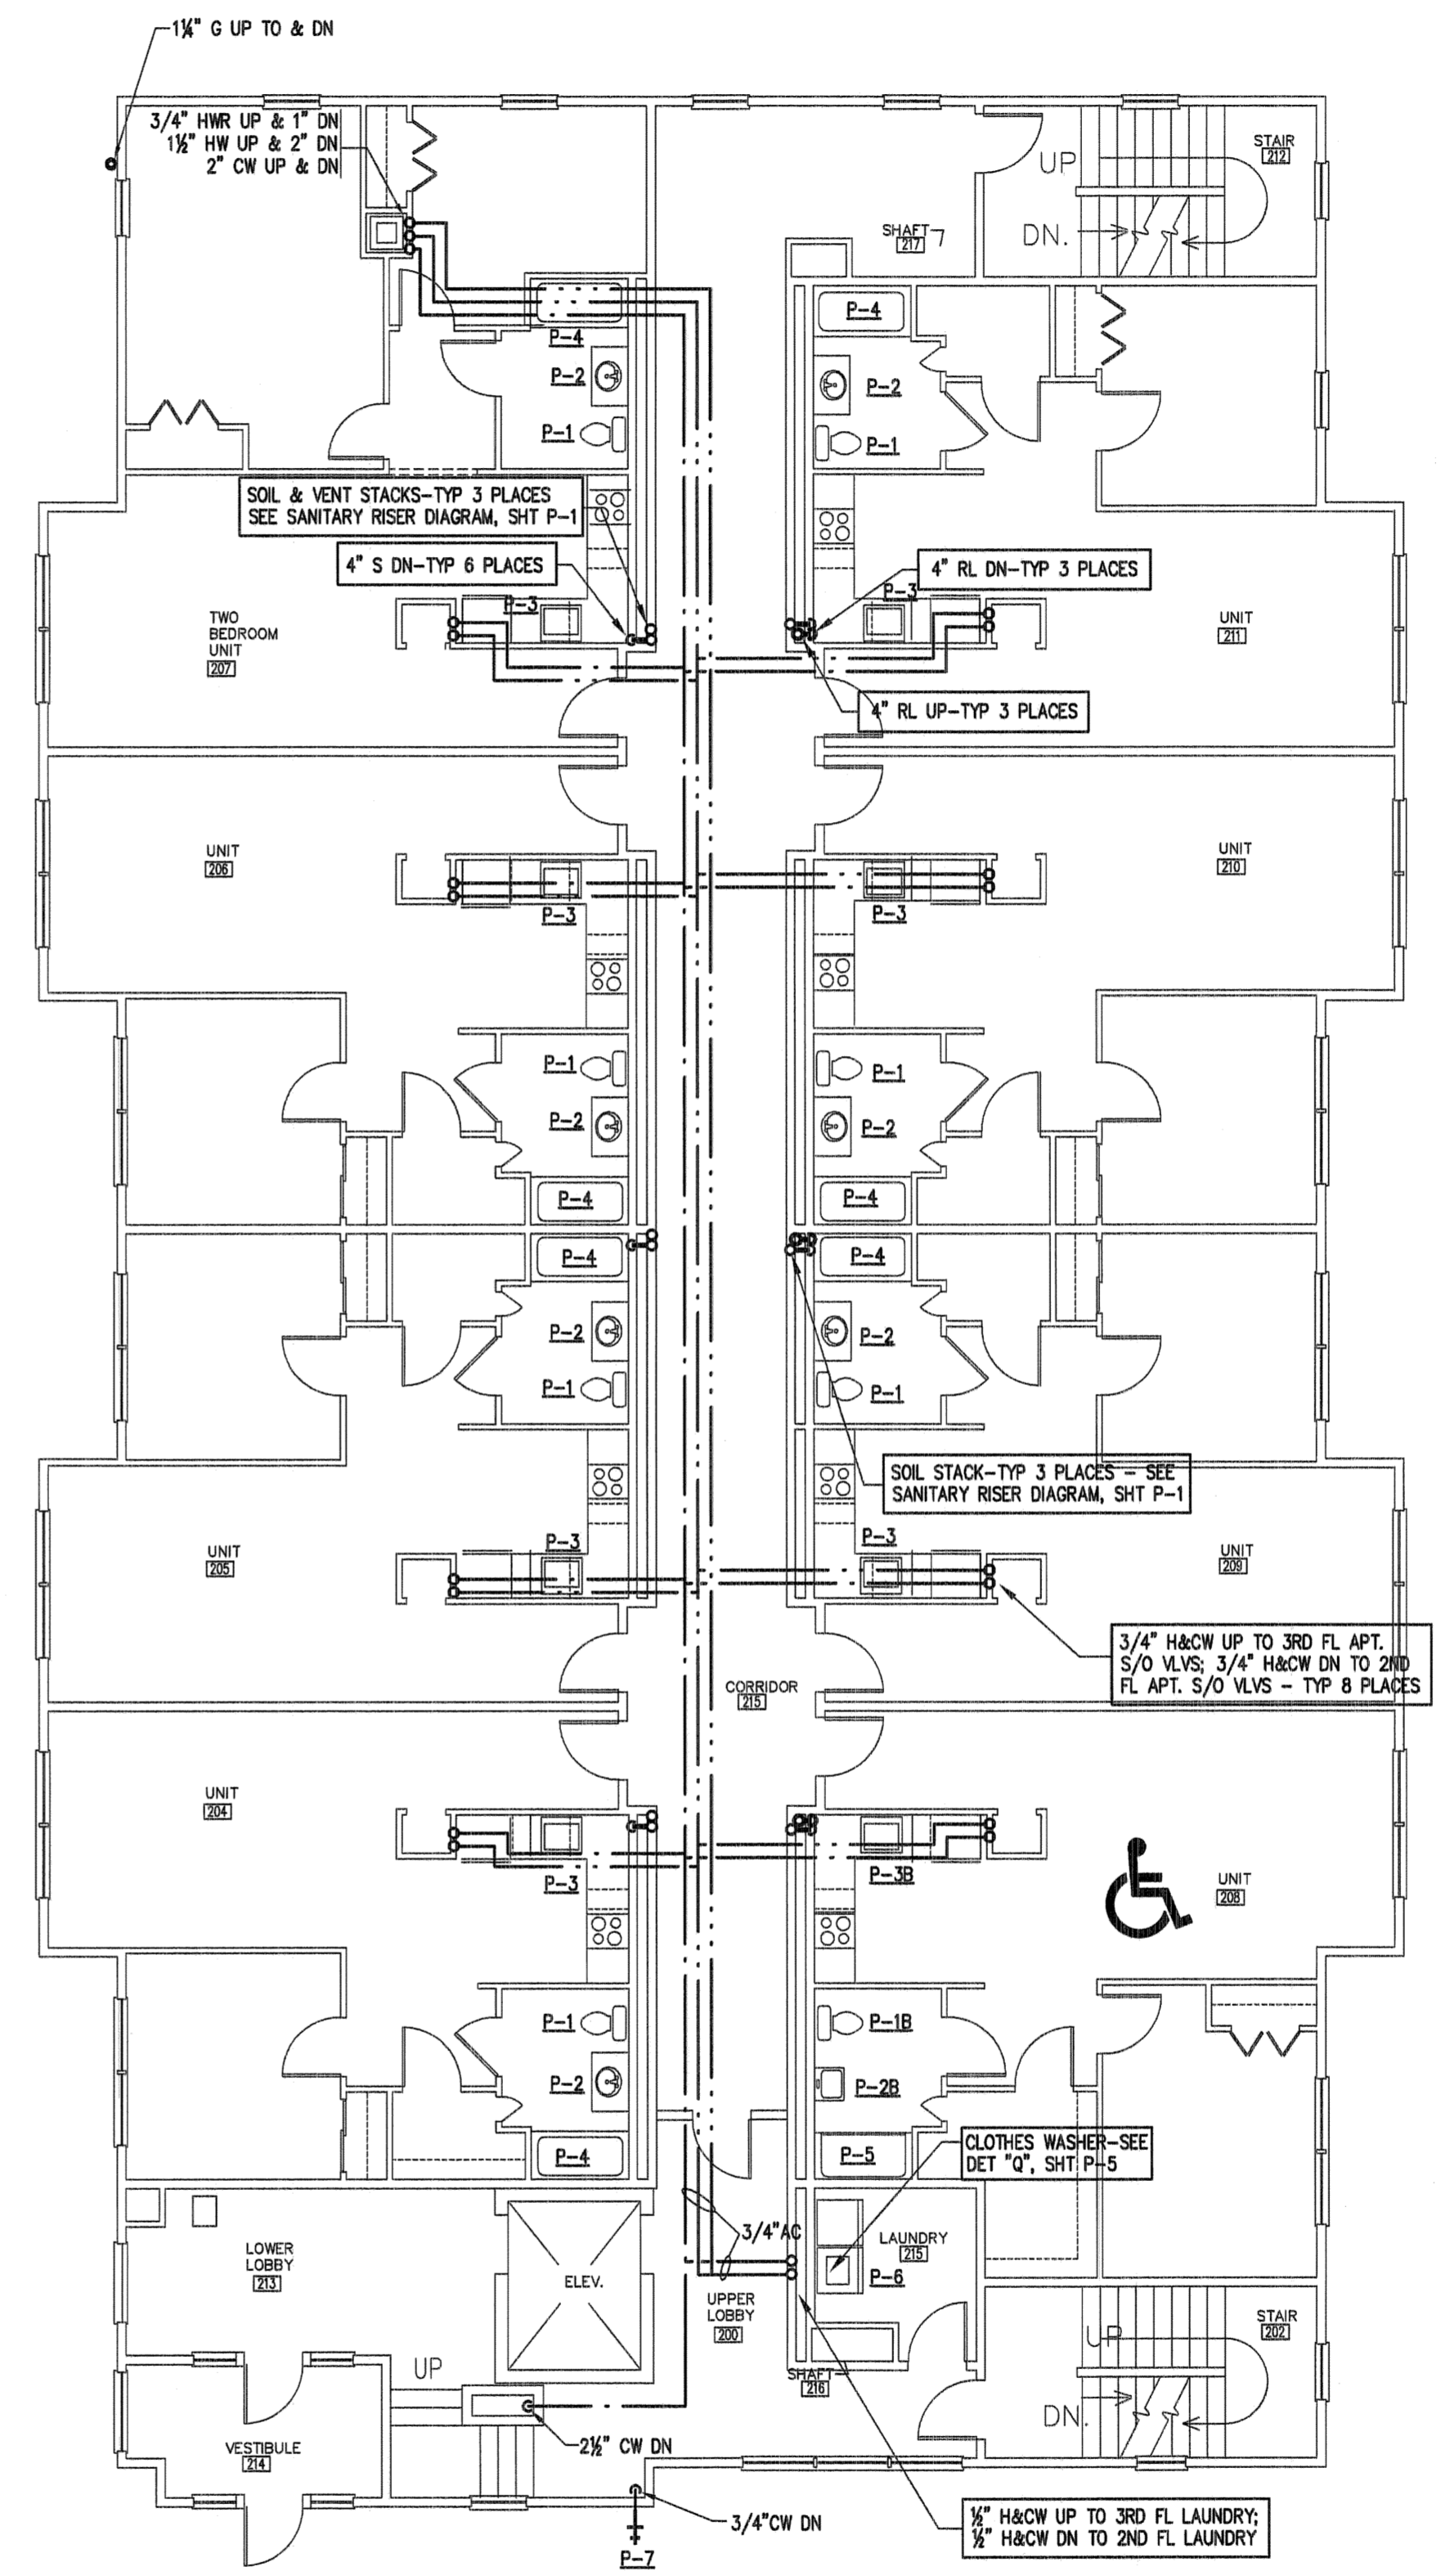 1¼" G UP TO & DN
3/4" HWR UP & 1" DN
1½" HW UP & 2" DN
2" CW UP & DN
STAIR
212
UP
DN.
SHAFT
217
P-4
P-4
P-2
P-2
P-1
P-1
SOIL & VENT STACKS-TYP 3 PLACES
SEE SANITARY RISER DIAGRAM, SHT P-1
4" S DN-TYP 6 PLACES
4" RL DN-TYP 3 PLACES
P-3
P-3
TWO
BEDROOM
UNIT
207
UNIT
211
4" RL UP-TYP 3 PLACES
UNIT
206
UNIT
210
P-3
P-3
P-1
P-1
P-2
P-2
P-4
P-4
P-4
P-4
P-2
P-2
P-1
P-1
SOIL STACK-TYP 3 PLACES - SEE
SANITARY RISER DIAGRAM, SHT P-1
P-3
P-3
UNIT
205
UNIT
209
3/4" H&CW UP TO 3RD FL APT.
S/O VLVS; 3/4" H&CW DN TO 2ND
FL APT. S/O VLVS - TYP 8 PLACES
CORRIDOR
215
UNIT
204
P-3
P-3B
UNIT
208
P-1
P-1B
P-2
P-2B
P-4
P-5
CLOTHES WASHER-SEE
DET "Q", SHT P-5
3/4"AC
LAUNDRY
215
P-6
LOWER
LOBBY
213
ELEV.
UPPER
LOBBY
200
STAIR
202
UP
UP
SHAFT
216
DN.
VESTIBULE
214
2½" CW DN
3/4"CW DN
P-7
½" H&CW UP TO 3RD FL LAUNDRY;
½" H&CW DN TO 2ND FL LAUNDRY